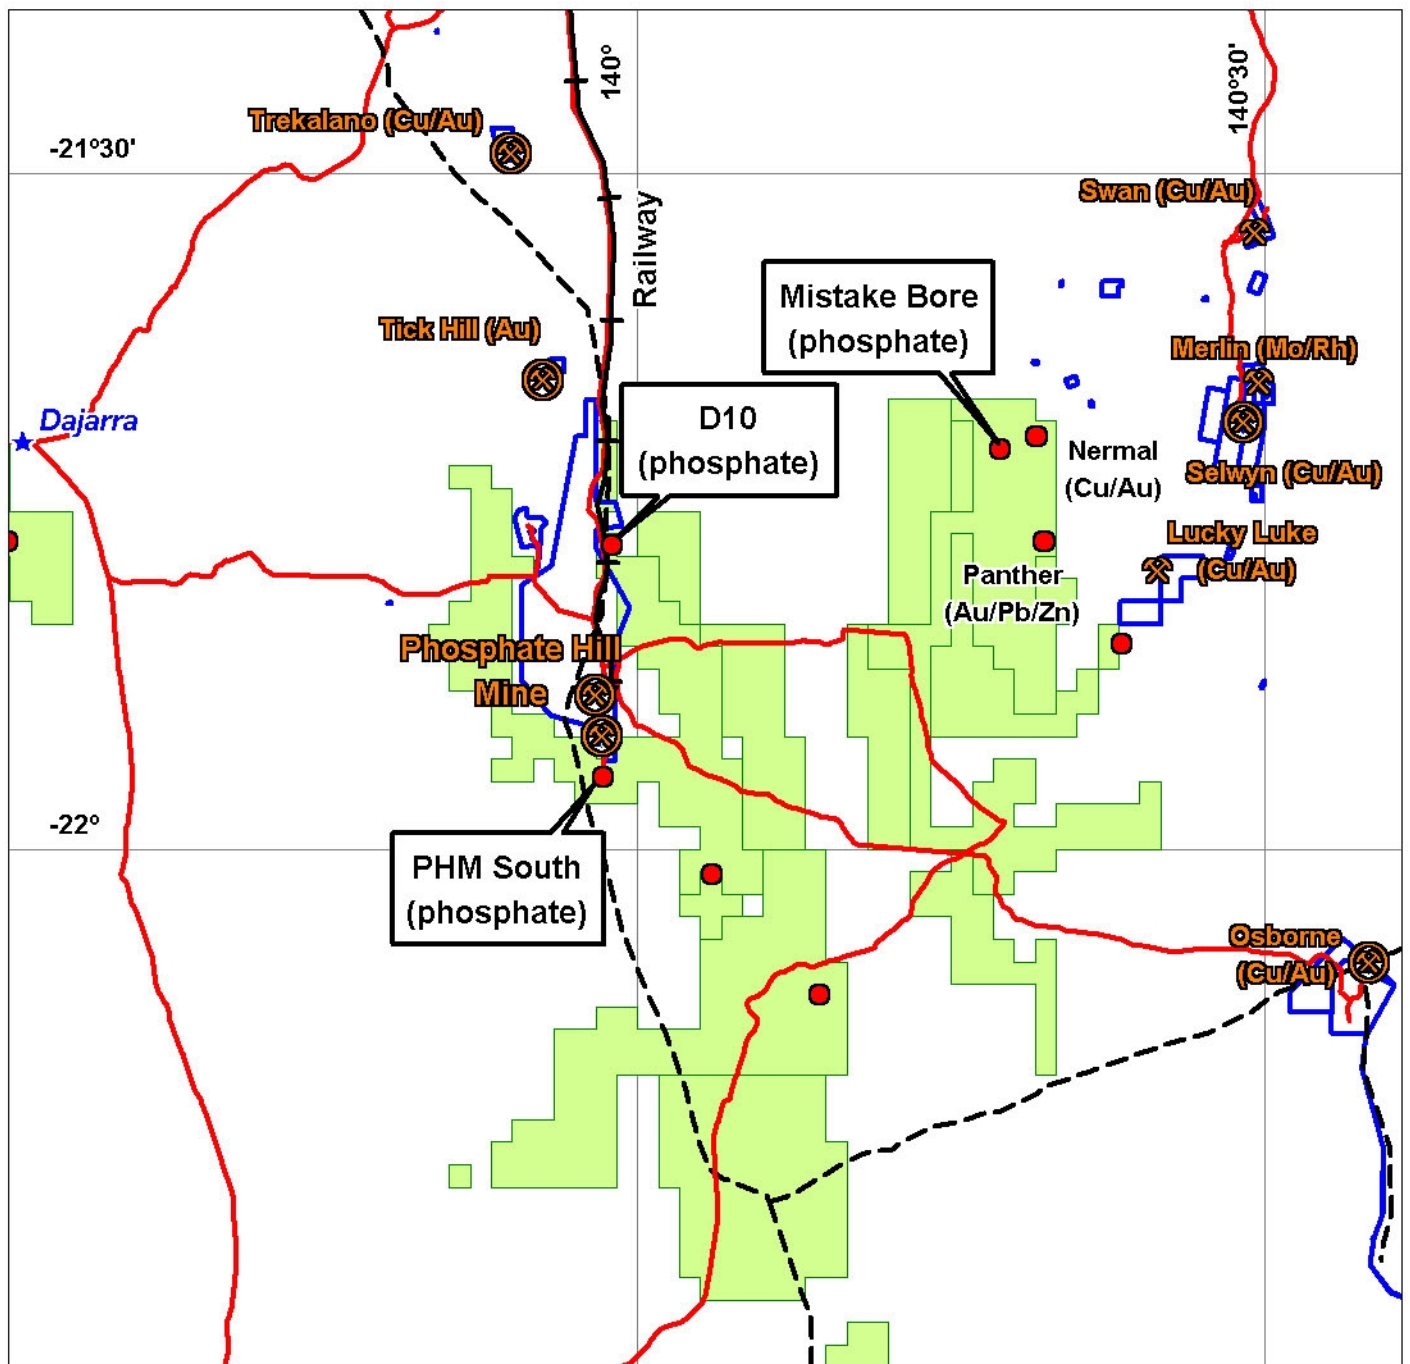 140°
140°30'
Trekalano (Cu/Au)
-21°30'
Swan (Cu/Au)
Railway
Mistake Bore
(phosphate)
Tick Hill (Au)
Merlin (Mo/Rh)
Dajarra
D10
(phosphate)
Nermal
(Cu/Au)
Selwyn (Cu/Au)
Lucky Luke
(Cu/Au)
Panther
(Au/Pb/Zn)
Phosphate Hill
Mine
-22°
PHM South
(phosphate)
Osborne
(Cu/Au)